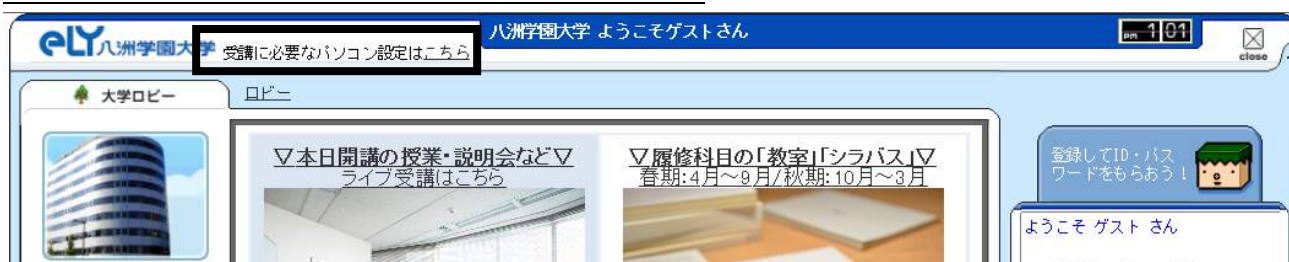 eLY八洲学園大学
受講に必要なパソコン設定はこちら
八洲学園大学 ようこそゲストさん
pm 1 01
close
大学ロビー
ロビー
▽本日開講の授業・説明会など▽
ライブ受講はこちら
▽履修科目の「教室」「シラバス」▽
春期:4月～9月/秋期:10月～3月
登録してID・パス
ワードをもらおう！
ようこそ ゲスト さん